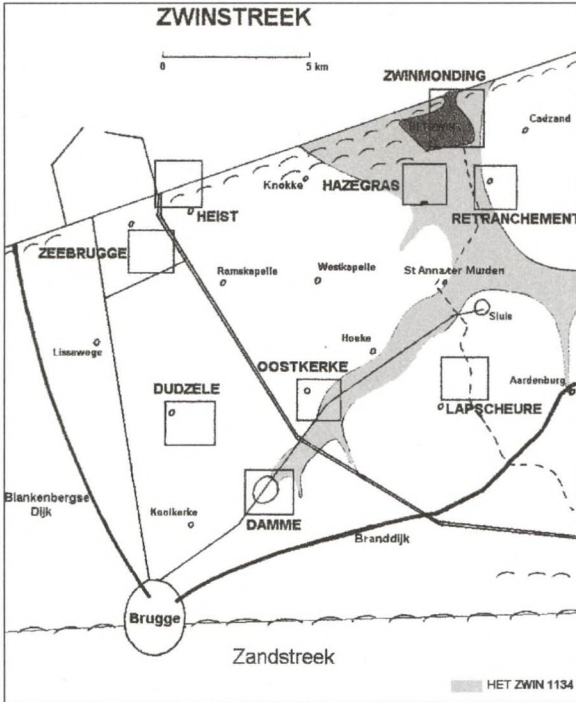 ZWINSTREEK
0 5 km
ZWINMONDING
Cadzand
Knokke
HAZEGRAS
HEIST
RETRANCHEMENT
ZEEBRUGGE
St Anna ter Muiden
Ramskapelle
Westkapelle
Sluis
Hoeke
Lissewege
OOSTKERKE
Aardenburg
DUDZELE
LAPSCHEURE
Blankenbergse
Dijk
Koolkerke
DAMME
Branddijk
Brugge
Zandstreek
HET ZWIN 1134